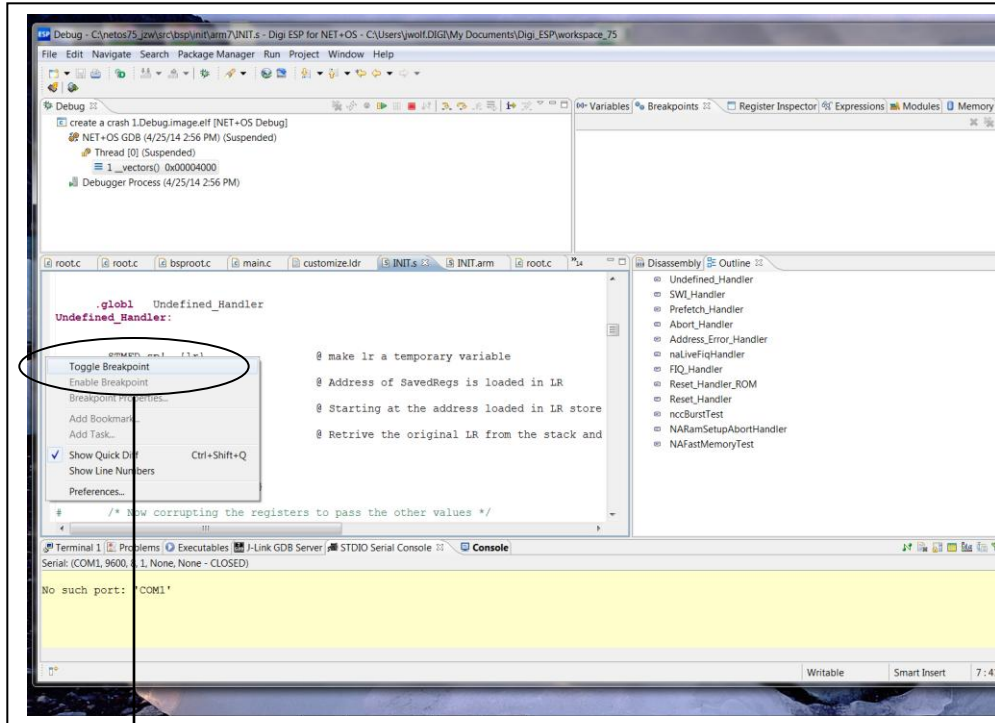 Debug - C:\netos75_jzw\src\bsp\init\arm7\INIT.s - Digi ESP for NET+OS - C:\Users\jwolf.DIGI\My Documents\Digi_ESP\workspace_75
File Edit Navigate Search Package Manager Run Project Window Help
Debug
create a crash 1.Debug.image.elf [NET+OS Debug]
NET+OS GDB (4/25/14 2:56 PM) (Suspended)
Thread [0] (Suspended)
1 __vectors() 0x00004000
Debugger Process (4/25/14 2:56 PM)
Variables Breakpoints Register Inspector Expressions Modules Memory
root.c root.c bsproot.c main.c customize.ldr INIT.s INIT.arm root.c 14
.globl Undefined_Handler
Undefined_Handler:
STMFD sp!, {lr} @ make lr a temporary variable
@ Address of SavedRegs is loaded in LR
@ Starting at the address loaded in LR store
@ Retrive the original LR from the stack and
# /* Now corrupting the registers to pass the other values */
Toggle Breakpoint
Enable Breakpoint
Breakpoint Properties...
Add Bookmark...
Add Task...
Show Quick Diff Ctrl+Shift+Q
Show Line Numbers
Preferences...
Disassembly Outline
Undefined_Handler
SWI_Handler
Prefetch_Handler
Abort_Handler
Address_Error_Handler
naLiveFiqHandler
FIQ_Handler
Reset_Handler_ROM
Reset_Handler
nccBurstTest
NARamSetupAbortHandler
NAFastMemoryTest
Terminal 1 Problems Executables J-Link GDB Server STDIO Serial Console Console
Serial: (COM1, 9600, 8, 1, None, None - CLOSED)
No such port: 'COM1'
Writable Smart Insert 7:4